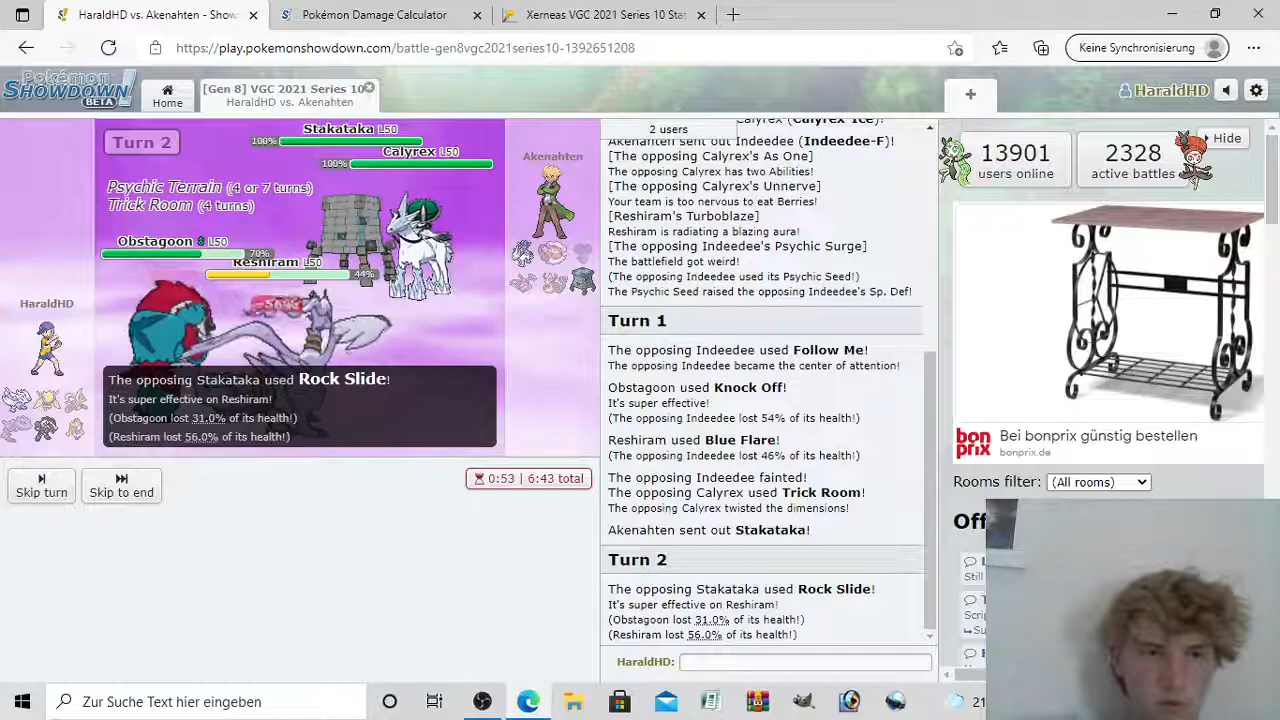 HaraldHD vs. Akenahten - Show
Pokémon Damage Calculator
Xerneas VGC 2021 Series 10 Stat
https://play.pokemonshowdown.com/battle-gen8vgc2021series10-1392651208
Keine Synchronisierung
Pokémon
SHOWDOWN!
BETA
Home
[Gen 8] VGC 2021 Series 10
HaraldHD vs. Akenahten
HaraldHD
Turn 2
Psychic Terrain (4 or 7 turns)
Trick Room (4 turns)
Stakataka L50
100%
Calyrex L50
100%
Obstagoon L50
70%
Reshiram L50
44%
HaraldHD
Akenahten
The opposing Stakataka used Rock Slide!
It's super effective on Reshiram!
(Obstagoon lost 31.0% of its health!)
(Reshiram lost 56.0% of its health!)
Skip turn
Skip to end
0:53 | 6:43 total
2 users
Calyrex (Calyrex Ice)!
Akenahten sent out Indeedee (Indeedee-F)!
[The opposing Calyrex's As One]
The opposing Calyrex has two Abilities!
[The opposing Calyrex's Unnerve]
Your team is too nervous to eat Berries!
[Reshiram's Turboblaze]
Reshiram is radiating a blazing aura!
[The opposing Indeedee's Psychic Surge]
The battlefield got weird!
(The opposing Indeedee used its Psychic Seed!)
The Psychic Seed raised the opposing Indeedee's Sp. Def!
Turn 1
The opposing Indeedee used Follow Me!
The opposing Indeedee became the center of attention!
Obstagoon used Knock Off!
It's super effective!
(The opposing Indeedee lost 54% of its health!)
Reshiram used Blue Flare!
(The opposing Indeedee lost 46% of its health!)
The opposing Indeedee fainted!
The opposing Calyrex used Trick Room!
The opposing Calyrex twisted the dimensions!
Akenahten sent out Stakataka!
Turn 2
The opposing Stakataka used Rock Slide!
It's super effective on Reshiram!
(Obstagoon lost 31.0% of its health!)
(Reshiram lost 56.0% of its health!)
HaraldHD:
13901
users online
2328
active battles
Hide
bon
prix
Bei bonprix günstig bestellen
bonprix.de
Rooms filter: (All rooms)
Off
Still
Scrip
Zur Suche Text hier eingeben
21